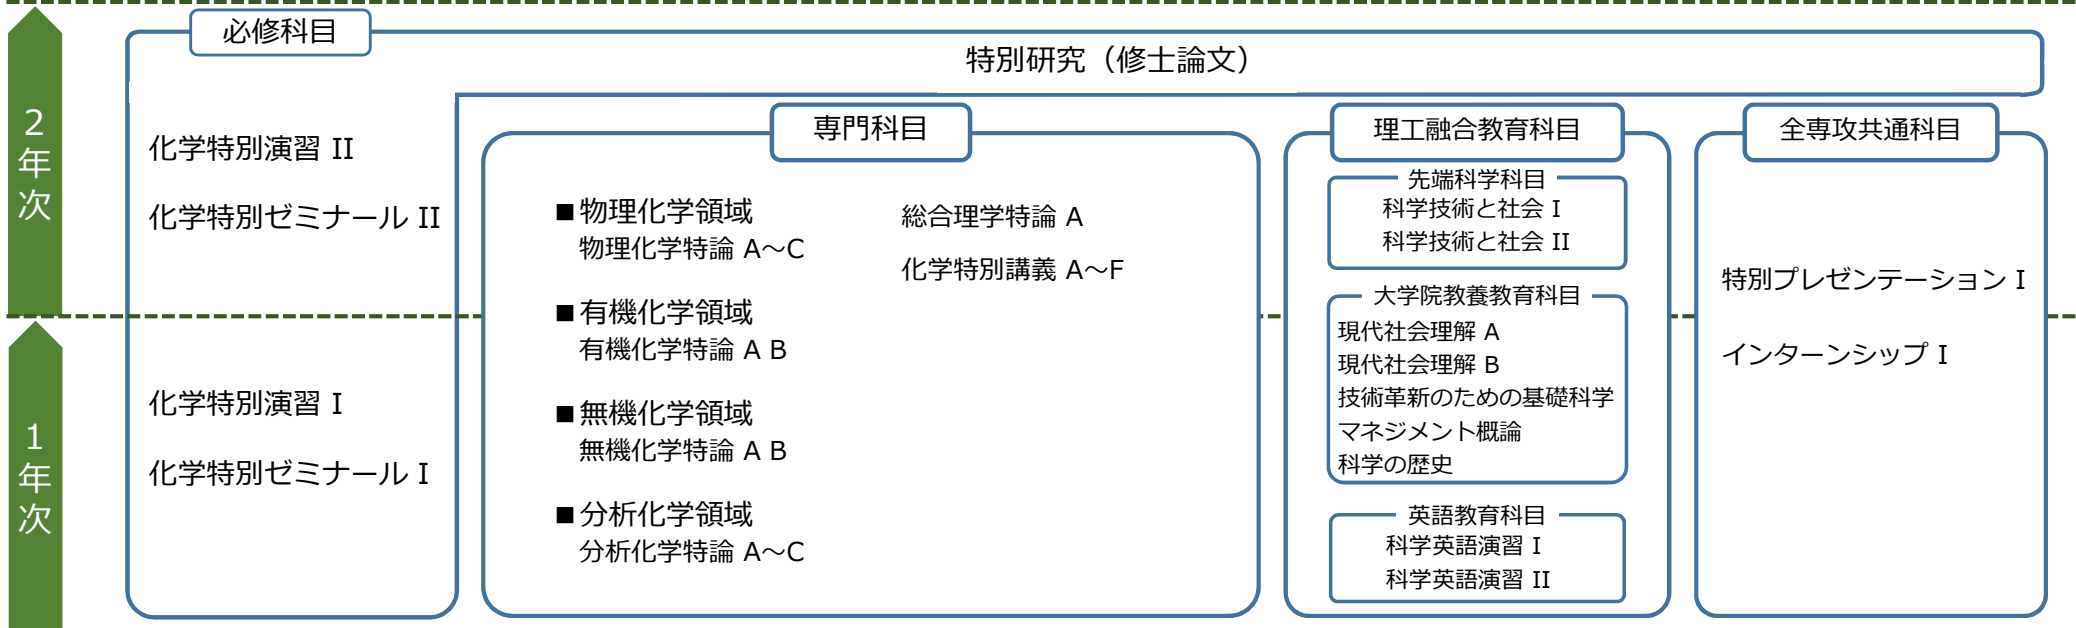 必修科目
特別研究（修士論文）
2年次
化学特別演習 II
化学特別ゼミナール II
1年次
化学特別演習 I
化学特別ゼミナール I
専門科目
■物理化学領域
物理化学特論 A～C
■有機化学領域
有機化学特論 A B
■無機化学領域
無機化学特論 A B
■分析化学領域
分析化学特論 A～C
総合理学特論 A
化学特別講義 A～F
理工融合教育科目
先端科学科目
科学技術と社会 I
科学技術と社会 II
大学院教養教育科目
現代社会理解 A
現代社会理解 B
技術革新のための基礎科学
マネジメント概論
科学の歴史
英語教育科目
科学英語演習 I
科学英語演習 II
全専攻共通科目
特別プレゼンテーション I
インターンシップ I